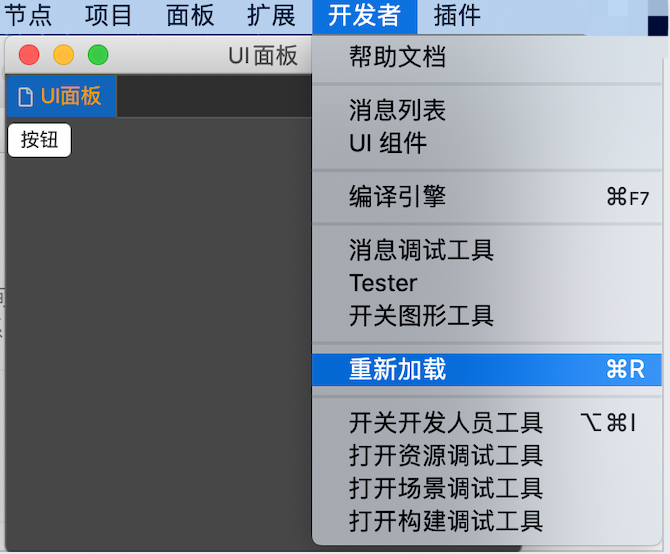 节点 项目 面板 扩展 开发者 插件
UI面板
UI面板
按钮
帮助文档
消息列表
UI 组件
编译引擎 ⌘F7
消息调试工具
Tester
开关图形工具
重新加载 ⌘R
开关开发人员工具 ⌥⌘I
打开资源调试工具
打开场景调试工具
打开构建调试工具